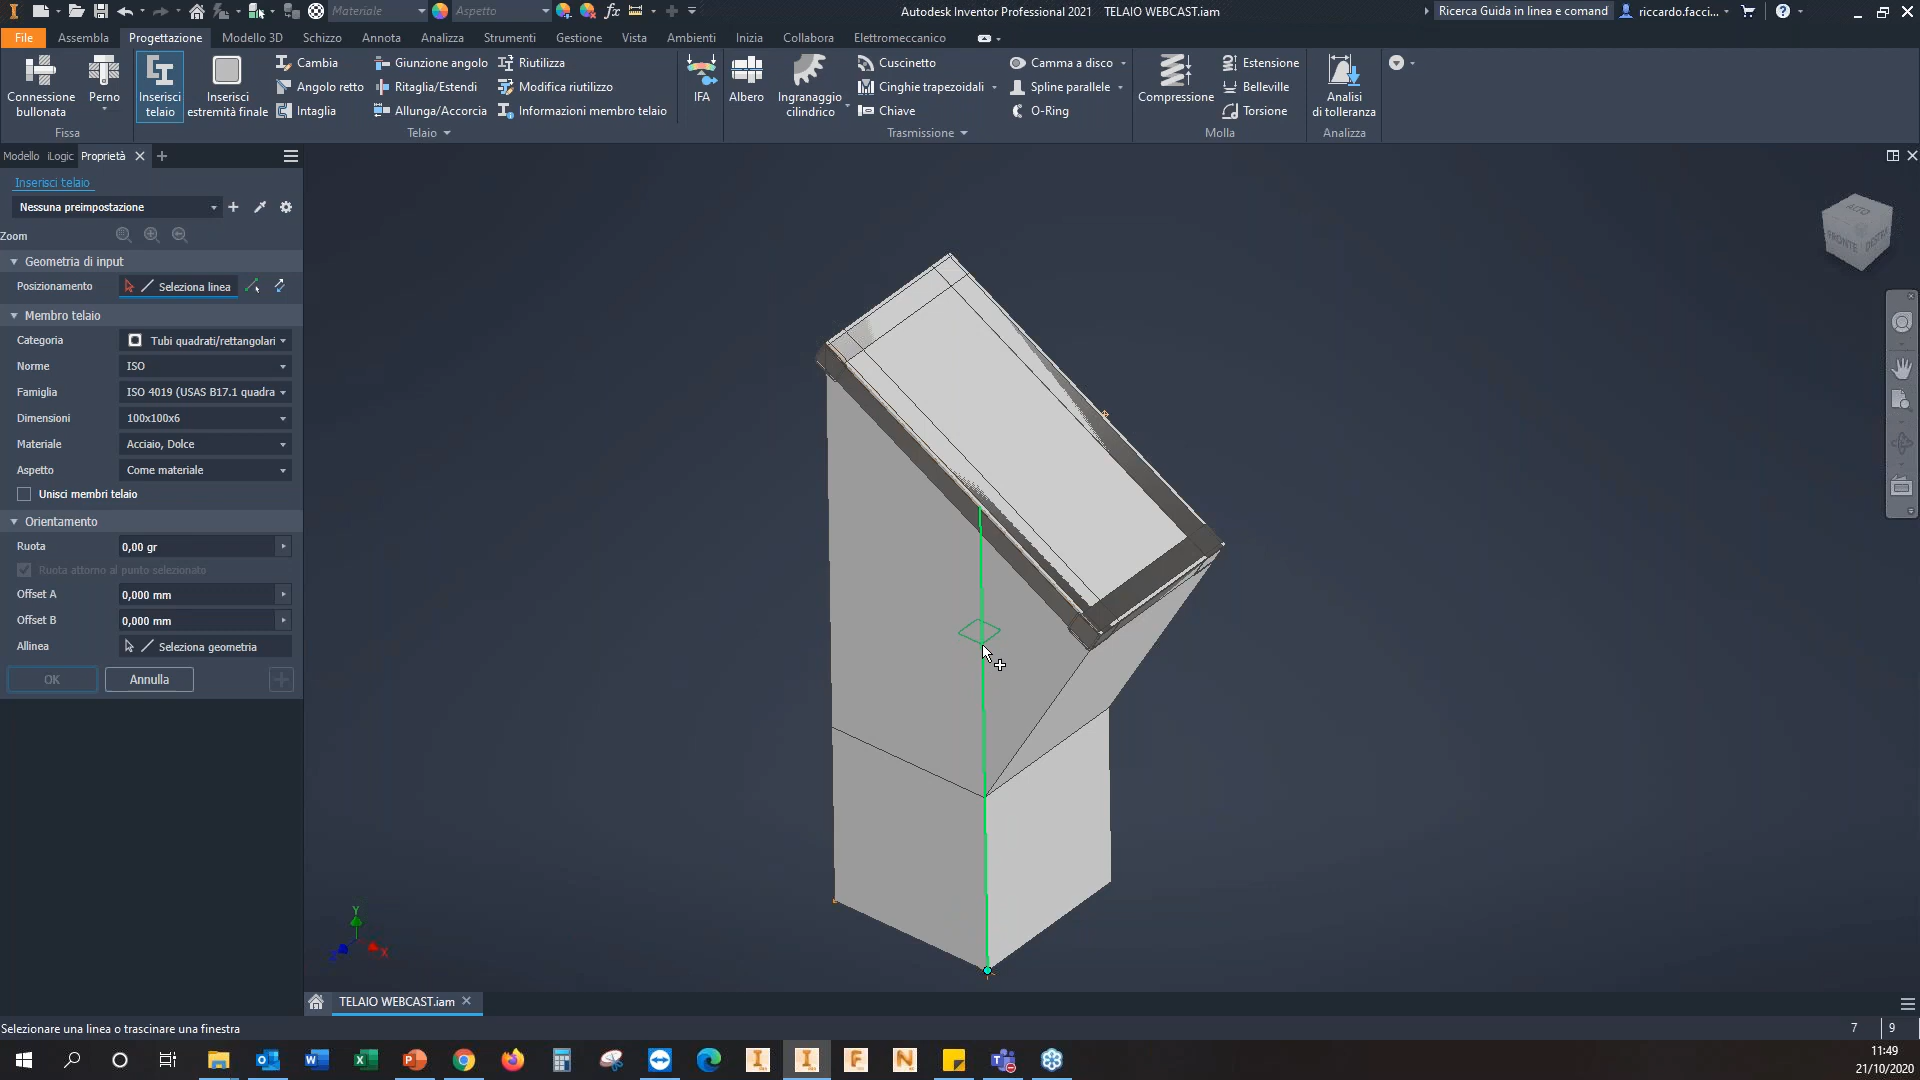 Materiale
Aspetto
Autodesk Inventor Professional 2021 TELAIO WEBCAST.iam
Ricerca Guida in linea e comand
riccardo.facci...
File
Assembla
Progettazione
Modello 3D
Schizzo
Annota
Analizza
Strumenti
Gestione
Vista
Ambienti
Inizia
Collabora
Elettromeccanico
Connessione
bullonata
Perno
Inserisci
telaio
Inserisci
estremità finale
Cambia
Angolo retto
Intaglia
Giunzione angolo
Ritaglia/Estendi
Allunga/Accorcia
Riutilizza
Modifica riutilizzo
Informazioni membro telaio
IFA
Albero
Ingranaggio
cilindrico
Cuscinetto
Cinghie trapezoidali
Chiave
Camma a disco
Spline parallele
O-Ring
Compressione
Estensione
Belleville
Torsione
Analisi
di tolleranza
Fissa
Telaio
Trasmissione
Molla
Analizza
Modello
iLogic
Proprietà
Inserisci telaio
Nessuna preimpostazione
Zoom
Geometria di input
Posizionamento
Seleziona linea
Membro telaio
Categoria
Tubi quadrati/rettangolari
Norme
ISO
Famiglia
ISO 4019 (USAS B17.1 quadra
Dimensioni
100x100x6
Materiale
Acciaio, Dolce
Aspetto
Come materiale
Unisci membri telaio
Orientamento
Ruota
0,00 gr
Ruota attorno al punto selezionato
Offset A
0,000 mm
Offset B
0,000 mm
Allinea
Seleziona geometria
OK
Annulla
ALTO
FRONTE
DESTRA
Y
Z
X
TELAIO WEBCAST.iam
Selezionare una linea o trascinare una finestra
7
9
11:49
21/10/2020